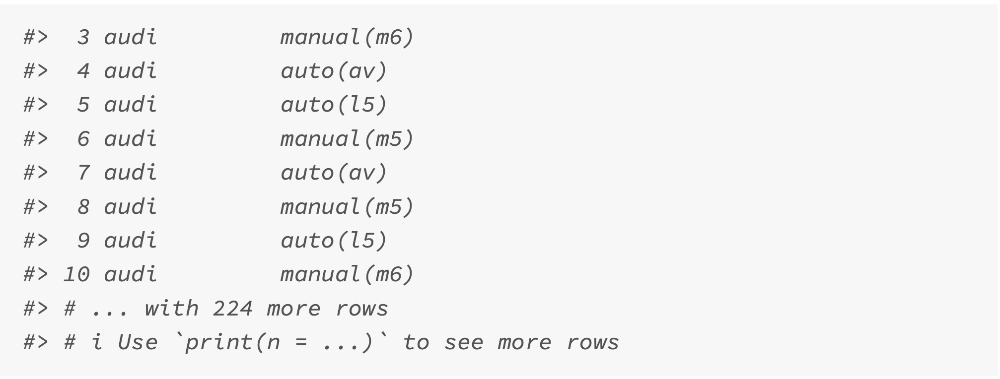 #>  3 audi         manual(m6)
#>  4 audi         auto(av)
#>  5 audi         auto(l5)
#>  6 audi         manual(m5)
#>  7 audi         auto(av)
#>  8 audi         manual(m5)
#>  9 audi         auto(l5)
#> 10 audi         manual(m6)
#> # ... with 224 more rows
#> # i Use `print(n = ...)` to see more rows